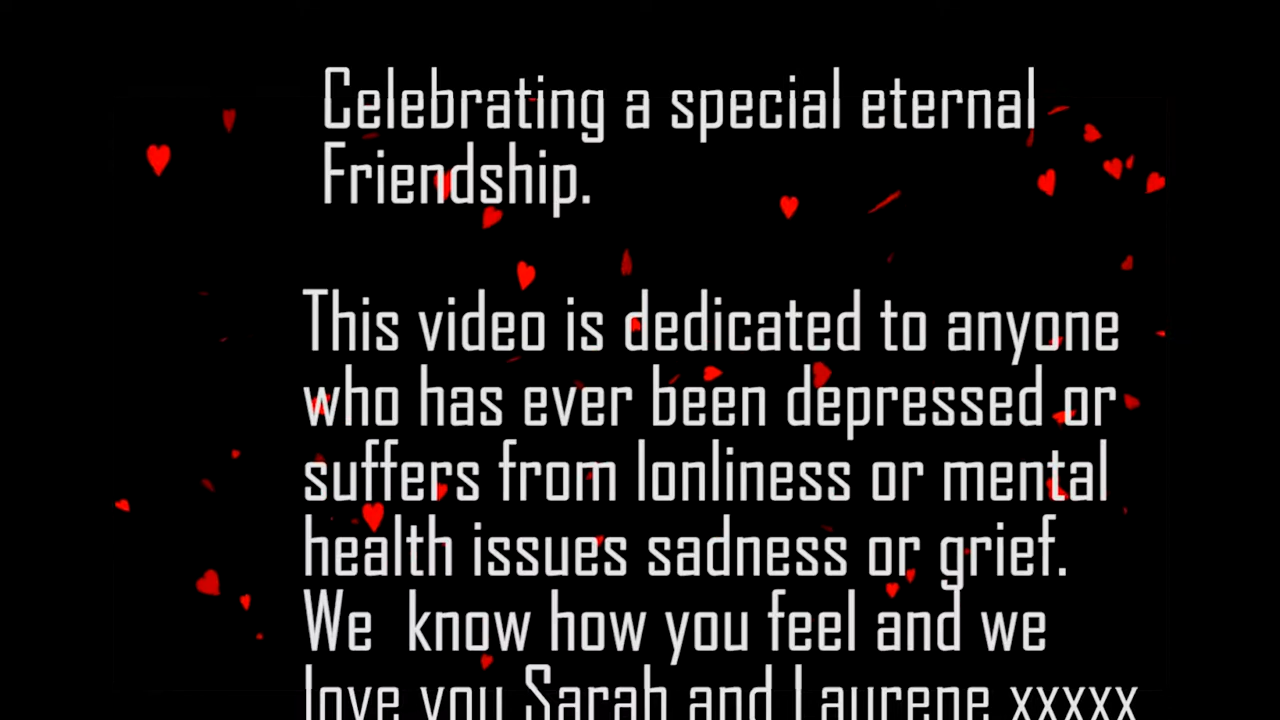 Celebrating a special eternal
Friendship.
This video is dedicated to anyone
who has ever been depressed or
suffers from lonliness or mental
health issues sadness or grief.
We know how you feel and we
love you Sarah and Laurene xxxxx